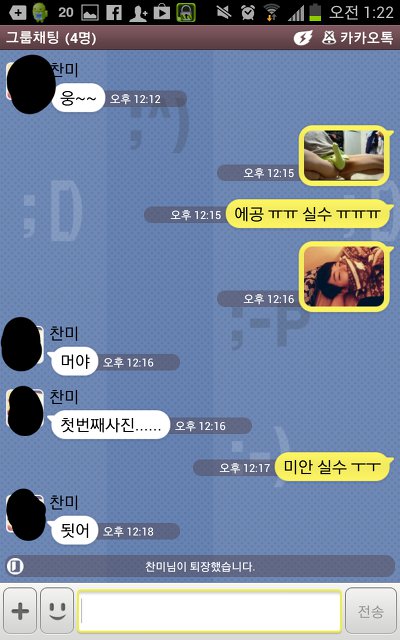 20
오전 1:22
그룹채팅 (4명)
카카오톡
찬미
웅~~
오후 12:12
;^)
오후 12:15
;D
;D
오후 12:15
에공 ㅠㅠ 실수 ㅠㅠㅠ
오후 12:16
;-P
찬미
머야
오후 12:16
찬미
첫번째사진......
오후 12:16
;-)
오후 12:17
미안 실수 ㅜㅜ
찬미
됫어
오후 12:18
찬미님이 퇴장했습니다.
전송